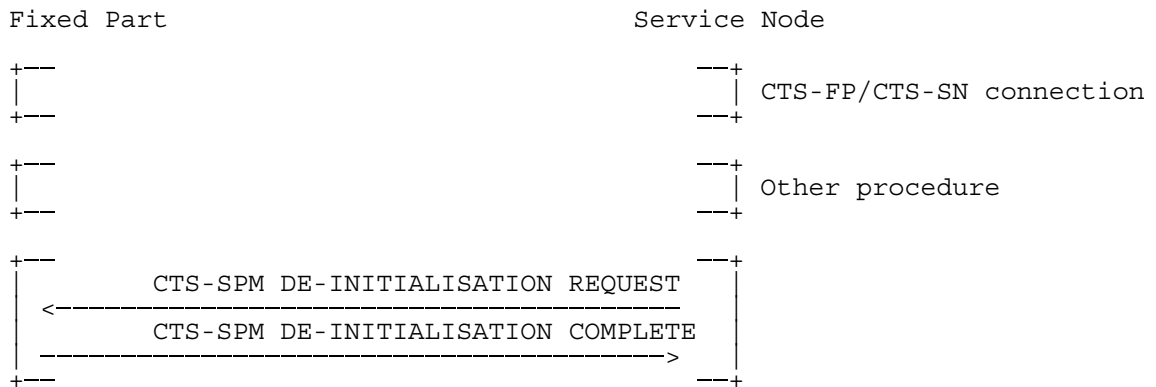 Fixed Part Service Node
CTS-FP/CTS-SN connection
Other procedure
CTS-SPM DE-INITIALISATION REQUEST
CTS-SPM DE-INITIALISATION COMPLETE